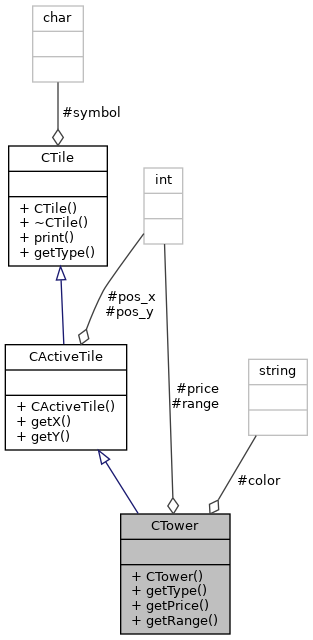 char
#symbol
CTile
+ CTile()
+ ~CTile()
+ print()
+ getType()
int
#pos_x
#pos_y
CActiveTile
+ CActiveTile()
+ getX()
+ getY()
#price
#range
string
#color
CTower
+ CTower()
+ getType()
+ getPrice()
+ getRange()